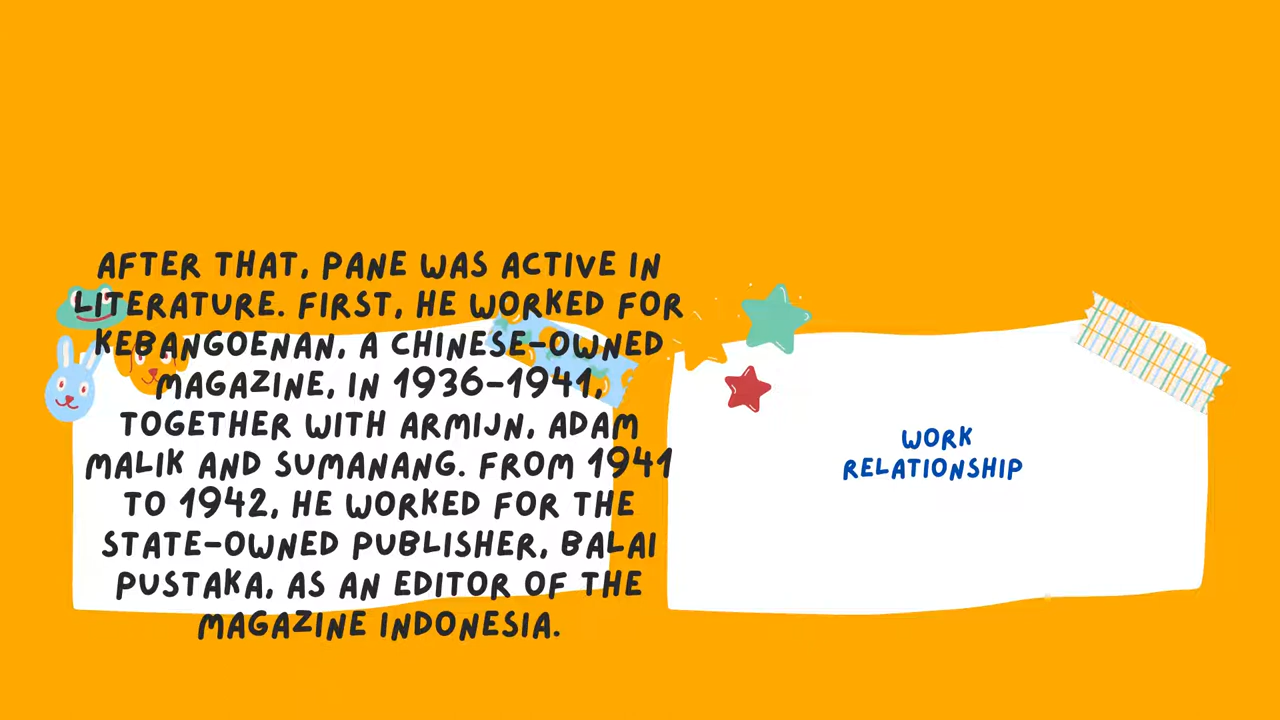 AFTER THAT, PANE WAS ACTIVE IN
LITERATURE. FIRST, HE WORKED FOR
KEBANGOENAN, A CHINESE-OWNED
MAGAZINE, IN 1936-1941,
TOGETHER WITH ARMIJN, ADAM
MALIK AND SUMANANG. FROM 1941
TO 1942, HE WORKED FOR THE
STATE-OWNED PUBLISHER, BALAI
PUSTAKA, AS AN EDITOR OF THE
MAGAZINE INDONESIA.
WORK
RELATIONSHIP